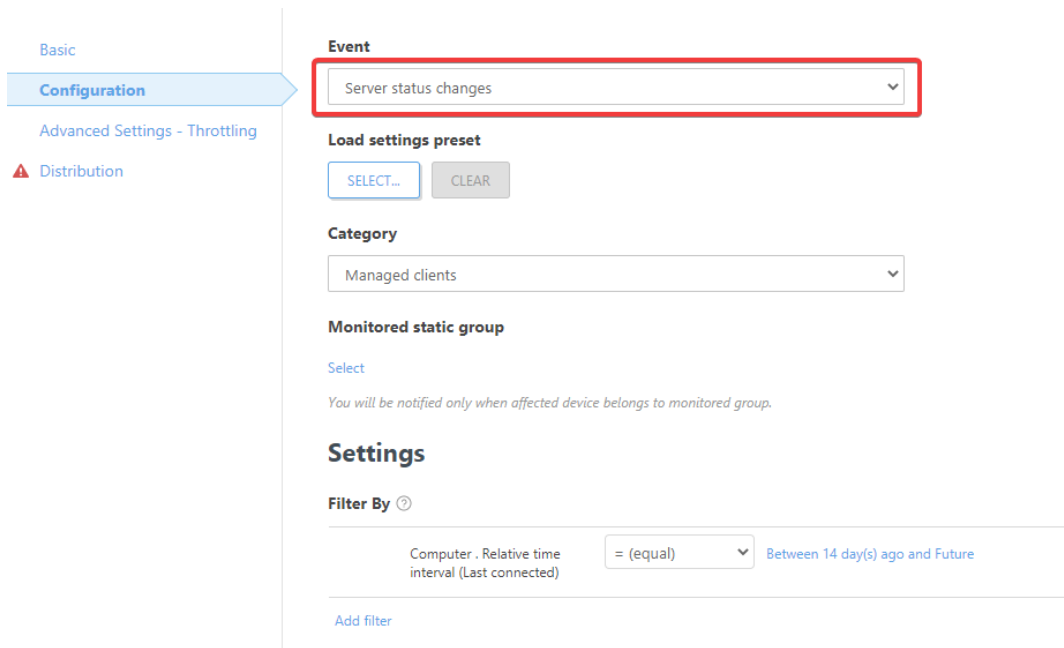 Basic
Configuration
Advanced Settings - Throttling
Distribution
Event
Server status changes
Load settings preset
SELECT...
CLEAR
Category
Managed clients
Monitored static group
Select
You will be notified only when affected device belongs to monitored group.
Settings
Filter By ?
Computer . Relative time
interval (Last connected)
= (equal)
Between 14 day(s) ago and Future
Add filter